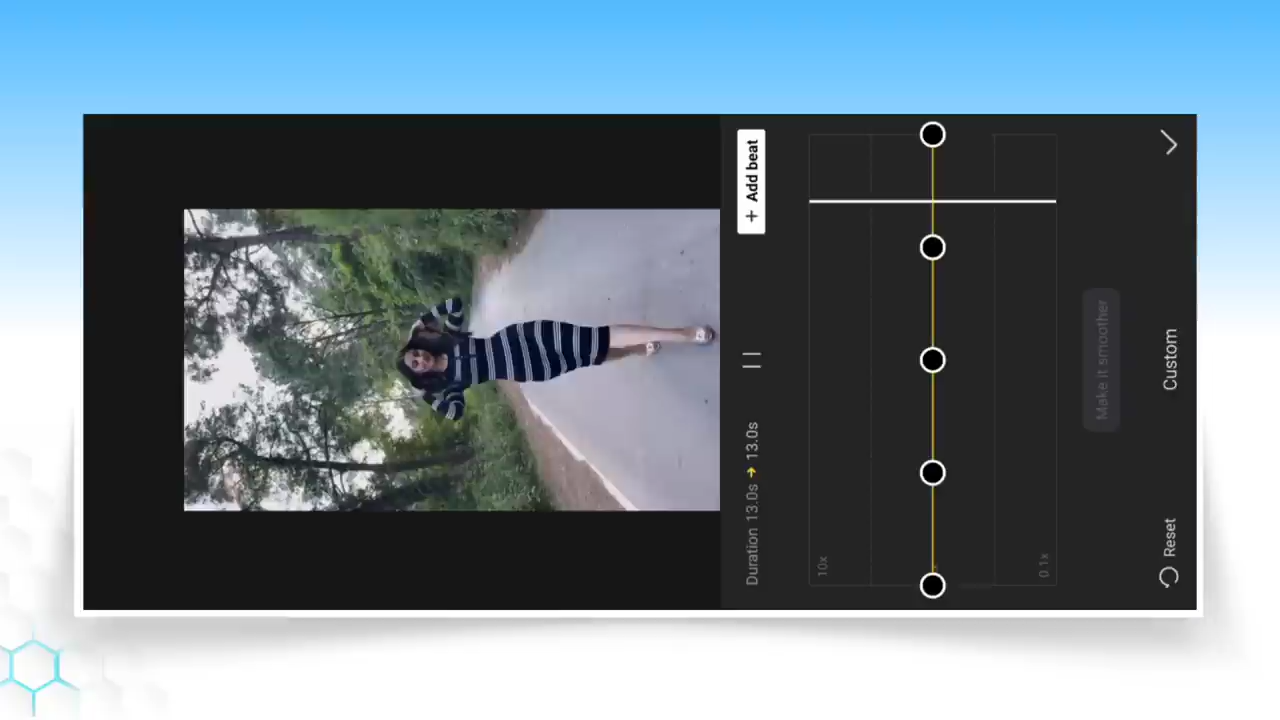 Duration 13.0s → 13.0s
+ Add beat
10x
0.1x
Make it smoother
Reset
Custom